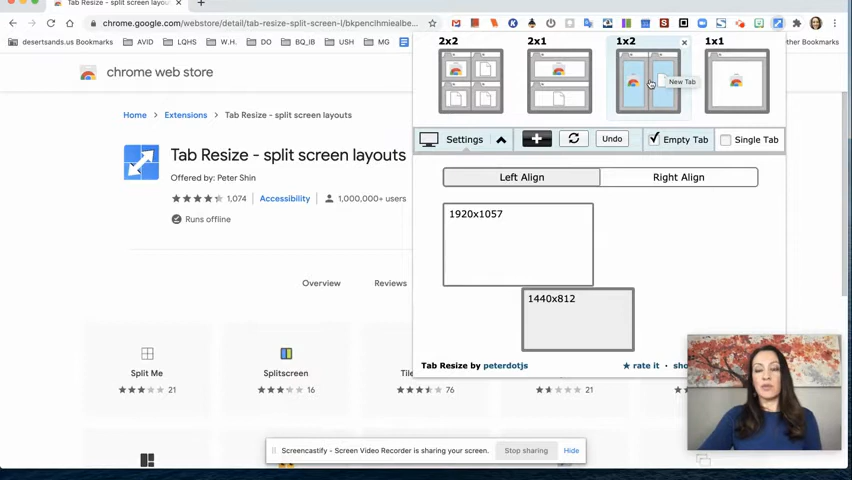 Tab Resize - split screen layouts
chrome.google.com/webstore/detail/tab-resize-split-screen-l/bkpenclhmiealbe...
desertsands.us Bookmarks
AVID
LQHS
DO
BQ_IB
USH
MG
ther Bookmarks
chrome web store
2x2
2x1
1x2
1x1
New Tab
Settings
Undo
Empty Tab
Single Tab
Home
Extensions
Tab Resize - split screen layouts
Tab Resize - split screen layouts
Offered by: Peter Shin
1,074
Accessibility
1,000,000+ users
Runs offline
Left Align
Right Align
1920x1057
1440x812
Overview
Reviews
Split Me
21
Splitscreen
16
Tile
76
21
Tab Resize by peterdotjs
rate it
sho
Screencastify - Screen Video Recorder is sharing your screen.
Stop sharing
Hide